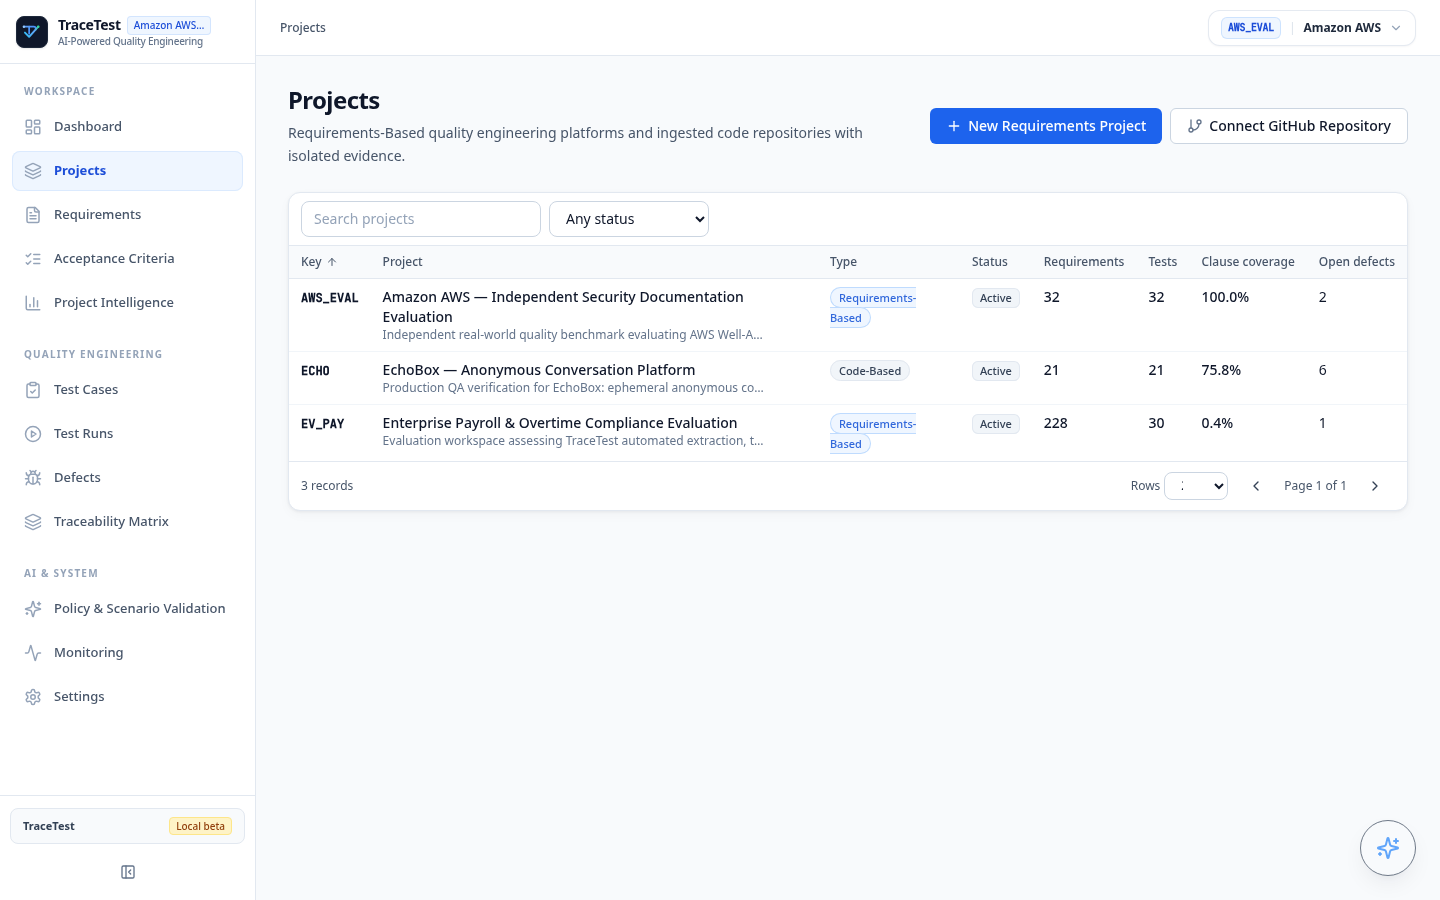 TraceTest Amazon AWS...
AI-Powered Quality Engineering
WORKSPACE
Dashboard
Projects
Requirements
Acceptance Criteria
Project Intelligence
QUALITY ENGINEERING
Test Cases
Test Runs
Defects
Traceability Matrix
AI & SYSTEM
Policy & Scenario Validation
Monitoring
Settings
TraceTest Local beta
Projects
AWS_EVAL Amazon AWS
Projects
Requirements-Based quality engineering platforms and ingested code repositories with
isolated evidence.
New Requirements Project
Connect GitHub Repository
Search projects Any status
Key Project Type Status Requirements Tests Clause coverage Open defects
AWS_EVAL Amazon AWS — Independent Security Documentation Requirements- Active 32 32 100.0% 2
Evaluation Based
Independent real-world quality benchmark evaluating AWS Well-A...
ECHO EchoBox — Anonymous Conversation Platform Code-Based Active 21 21 75.8% 6
Production QA verification for EchoBox: ephemeral anonymous co...
EV_PAY Enterprise Payroll & Overtime Compliance Evaluation Requirements- Active 228 30 0.4% 1
Evaluation workspace assessing TraceTest automated extraction, t... Based
3 records Rows Page 1 of 1